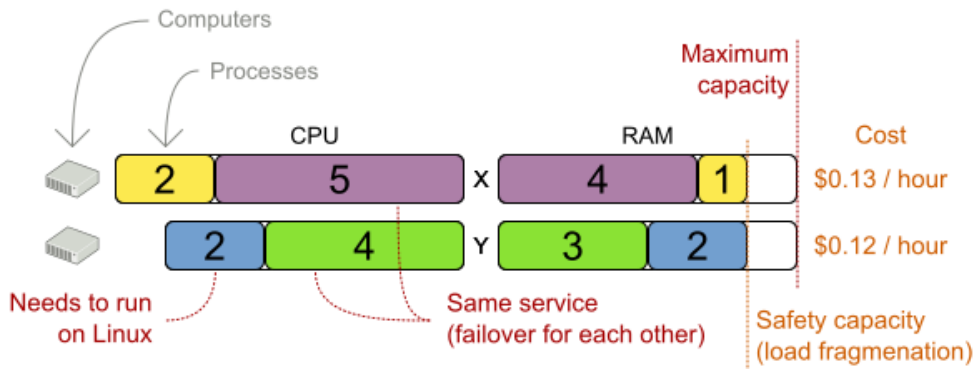 Computers
Processes
Maximum
capacity
CPU
RAM
Cost
2
5
X
4
1
$0.13 / hour
2
4
Y
3
2
$0.12 / hour
Needs to run
on Linux
Same service
(failover for each other)
Safety capacity
(load fragmenation)